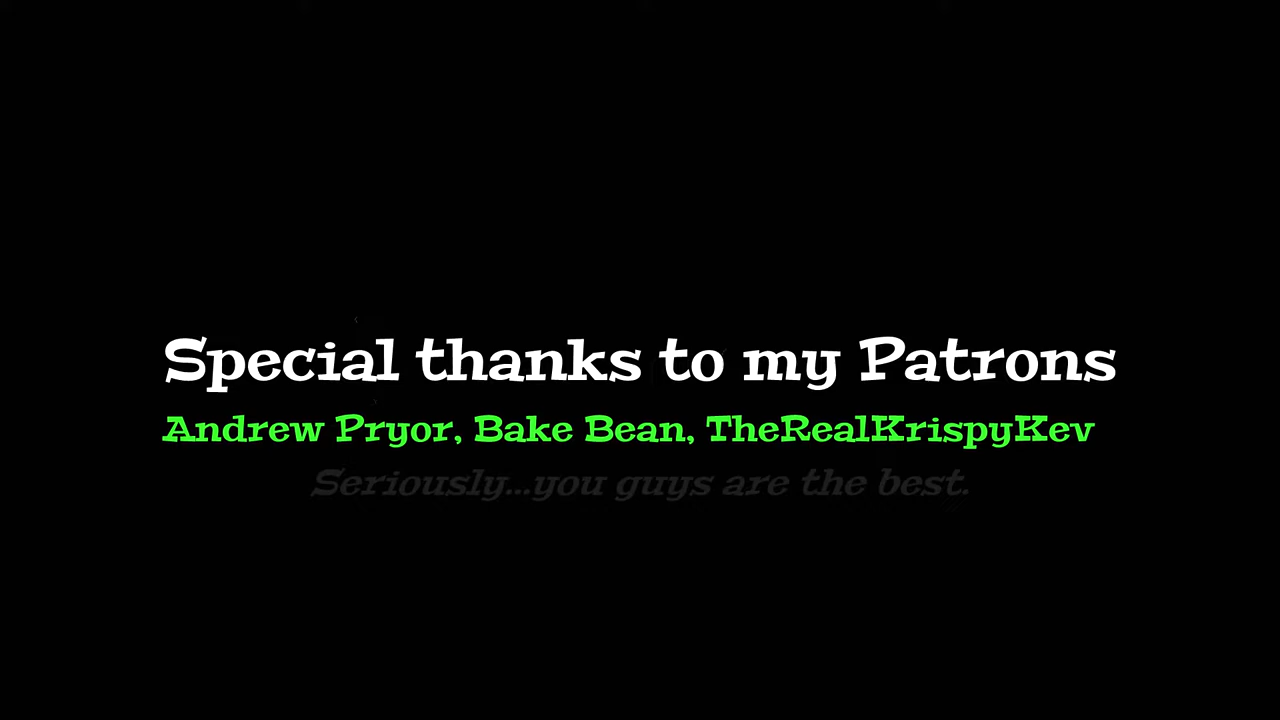 Special thanks to my Patrons
Andrew Pryor, Bake Bean, TheRealKrispyKev
Seriously...you guys are the best.